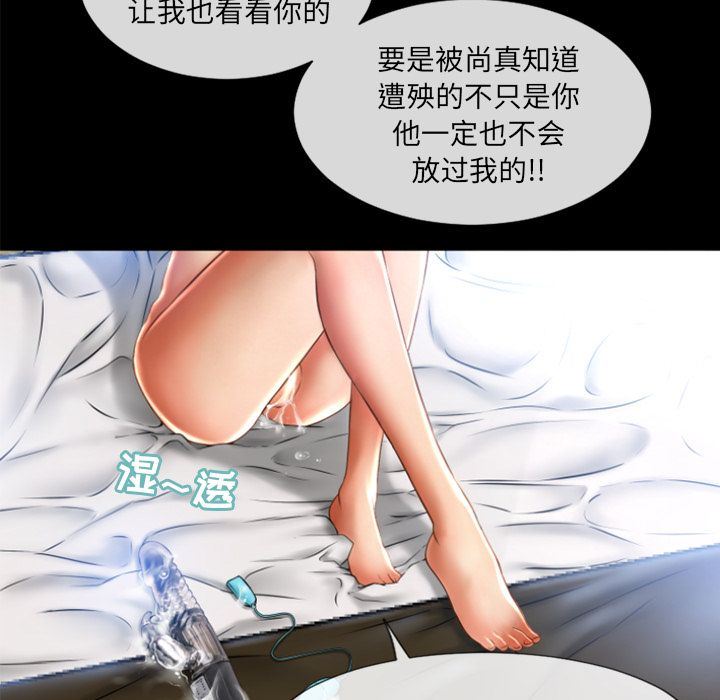 让我也看看你的
要是被尚真知道
遭殃的不只是你
他一定也不会
放过我的!!
湿~透